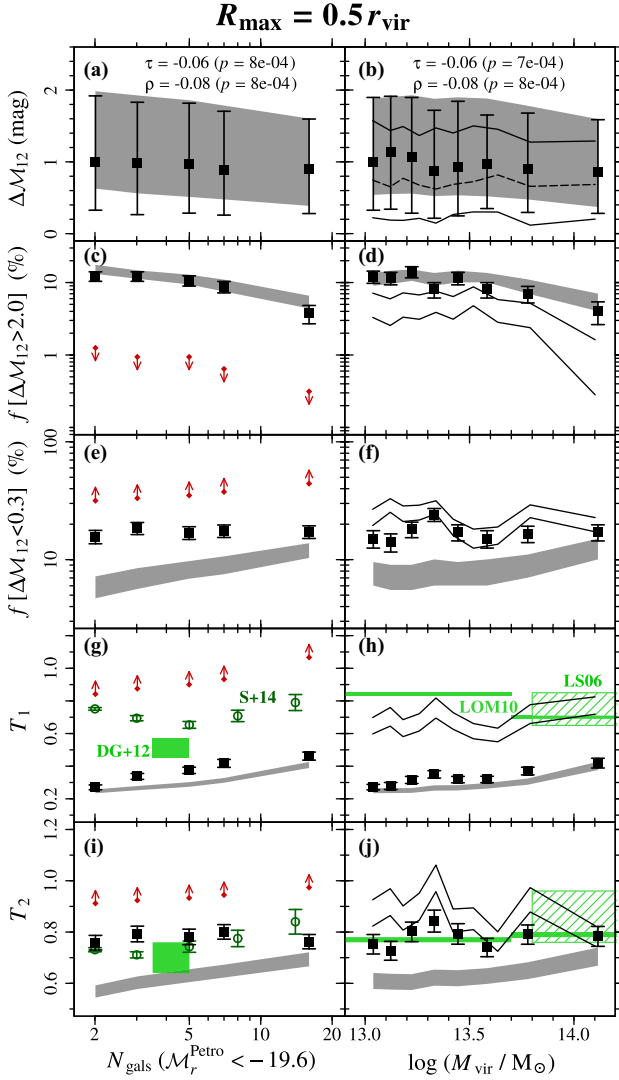 R_max = 0.5 r_vir
(a)
τ = -0.06 (p = 8e-04)
ρ = -0.08 (p = 8e-04)
(b)
τ = -0.06 (p = 7e-04)
ρ = -0.08 (p = 8e-04)
ΔM_12 (mag)
2
1
0
(c)
(d)
f [ΔM_12>2.0] (%)
10
1
(e)
(f)
f [ΔM_12<0.3] (%)
100
10
(g)
S+14
DG+12
(h)
LS06
LOM10
T_1
1.0
0.6
0.2
(i)
(j)
T_2
1.2
1.0
0.8
0.6
2
5
10
20
13.0
13.5
14.0
N_gals (M_r^Petro < −19.6)
log (M_vir / M_⊙)